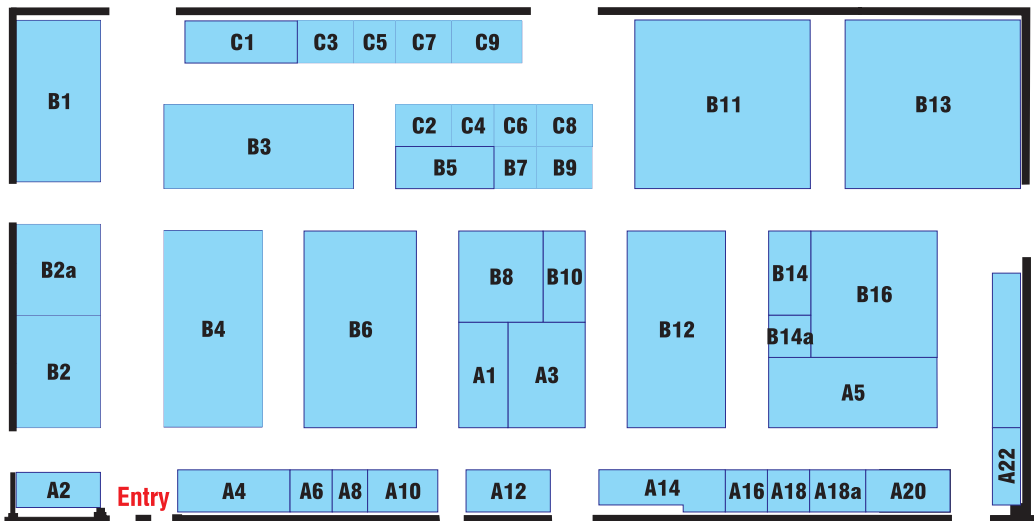 C1 C3 C5 C7 C9
B1
B11
B13
B3
C2 C4 C6 C8
B5 B7 B9
B2a
B8
B10
B14
B16
B4
B6
B12
B14a
B2
A1
A3
A5
A22
A2
Entry
A4 A6 A8 A10
A12
A14
A16 A18 A18a A20